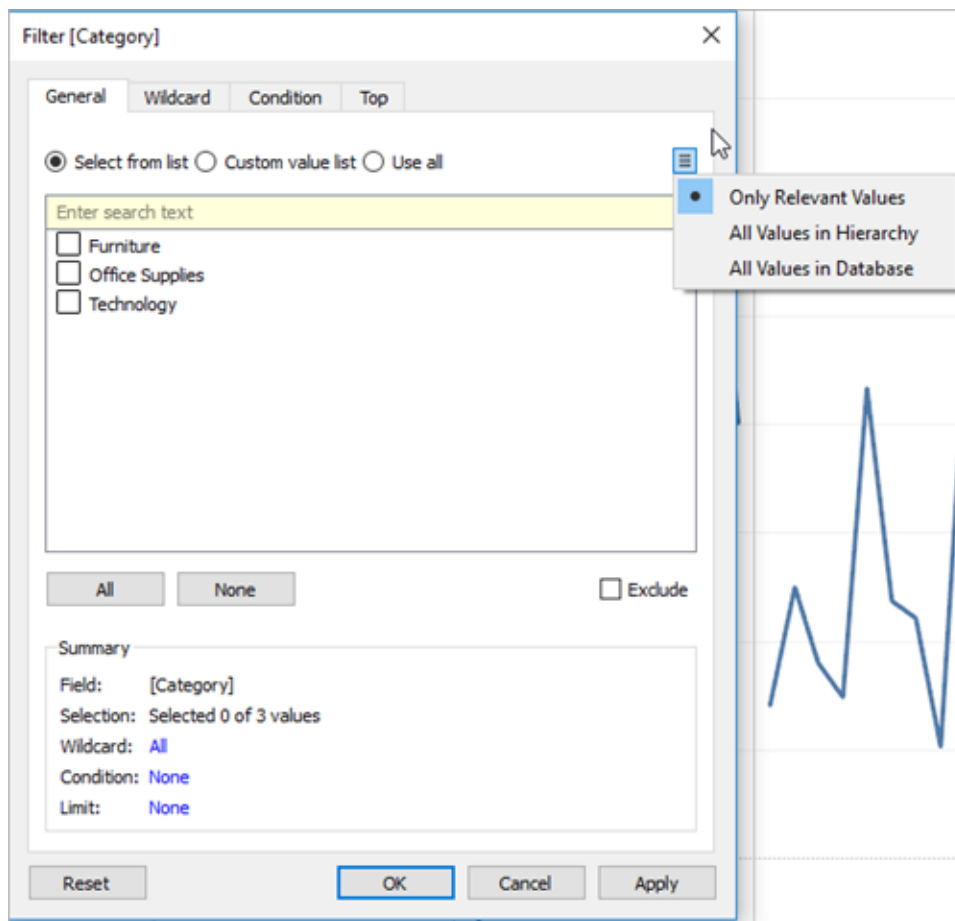 Filter [Category]
General Wildcard Condition Top
Select from list Custom value list Use all
Only Relevant Values
All Values in Hierarchy
All Values in Database
Enter search text
Furniture
Office Supplies
Technology
All None Exclude
Summary
Field: [Category]
Selection: Selected 0 of 3 values
Wildcard: All
Condition: None
Limit: None
Reset OK Cancel Apply